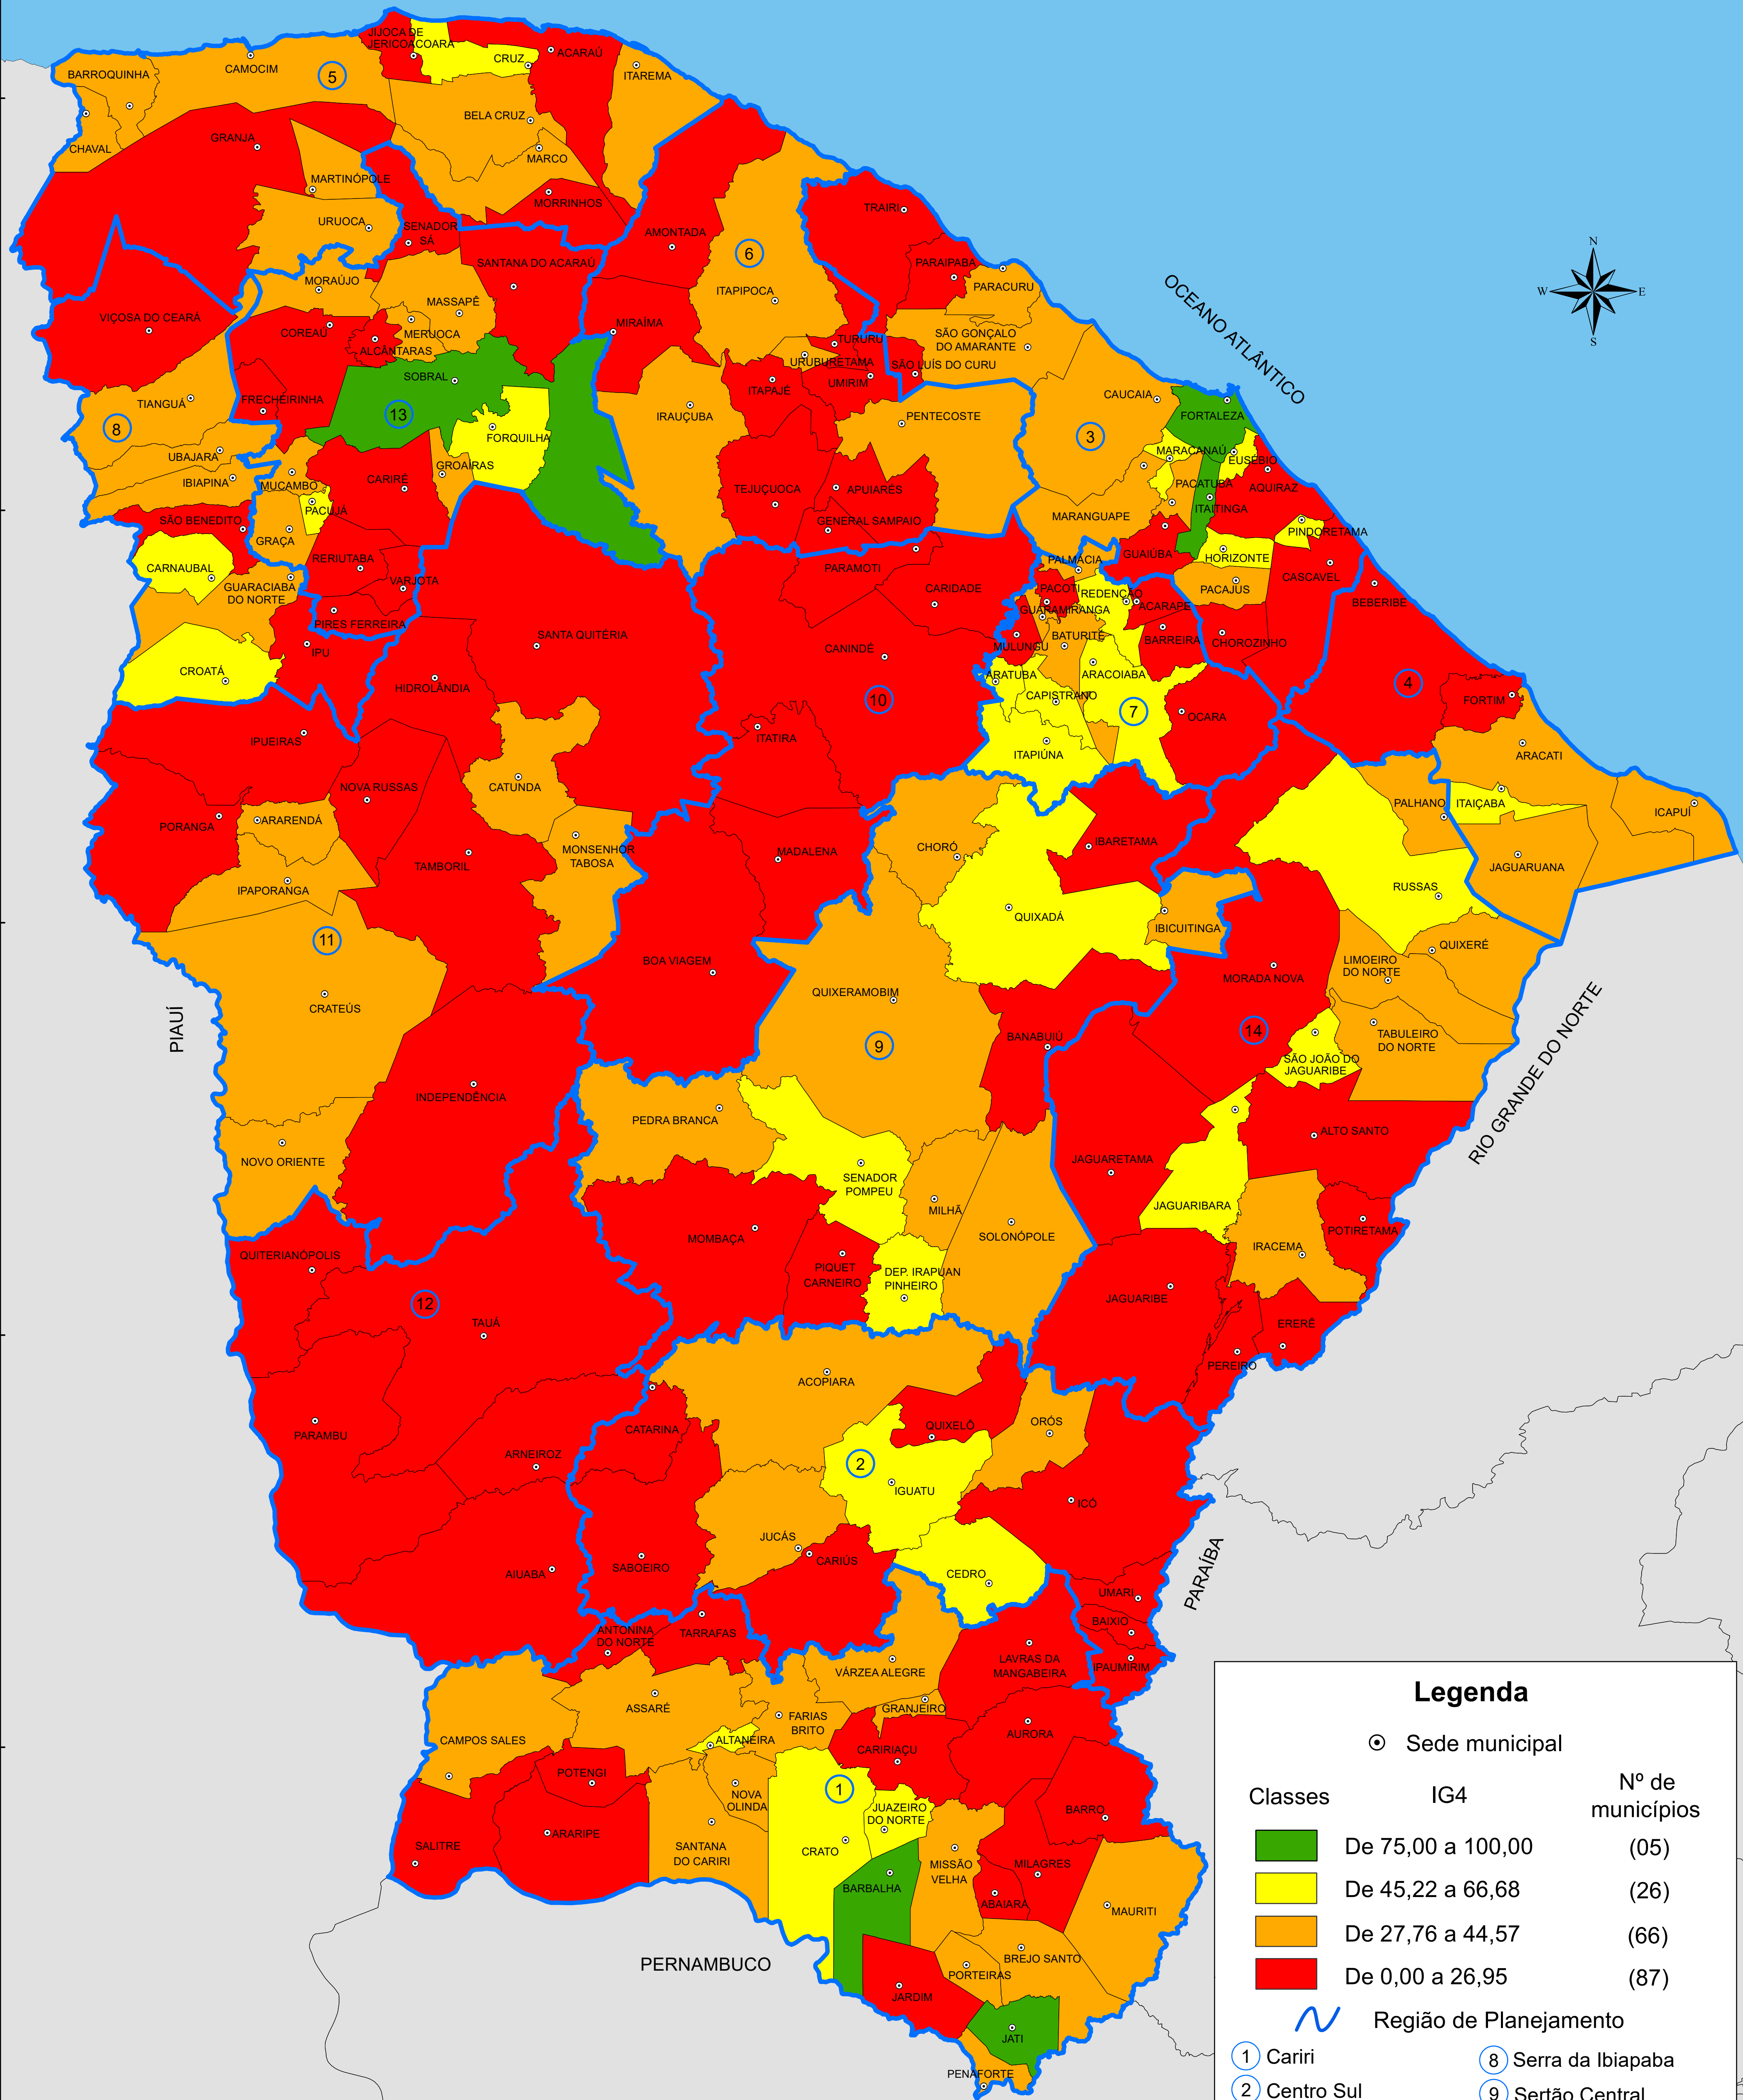 JIJOCA DE
JERICOACOARA
CRUZ
ACARAÚ
BARROQUINHA
CAMOCIM
5
ITAREMA
BELA CRUZ
CHAVAL
GRANJA
MARCO
MARTINÓPOLE
MORRINHOS
URUOCA
SENADOR
SÁ
TRAIRI
AMONTADA
6
N
W
E
S
SANTANA DO ACARAÚ
MORAÚJO
PARAIPABA
PARACURU
ITAPIPOCA
OCEANO ATLÂNTICO
MASSAPÊ
VIÇOSA DO CEARÁ
COREAÚ
MERUOCA
ALCÂNTARAS
MIRAÍMA
TURURU
URUBURETAMA
SÃO GONÇALO
DO AMARANTE
SÃO LUÍS DO CURU
UMIRIM
ITAPAJÉ
SOBRAL
TIANGUÁ
FRECHEIRINHA
13
8
IRAUÇUBA
PENTECOSTE
CAUCAIA
3
FORTALEZA
FORQUILHA
UBAJARA
IBIAPINA
GROAÍRAS
MUCAMBO
CARIRÉ
PACUJÁ
MARACANAÚ
EUSÉBIO
PACATUBA
AQUIRAZ
ITAITINGA
TEJUÇUOCA
APUIARÉS
GENERAL SAMPAIO
MARANGUAPE
SÃO BENEDITO
GRAÇA
PINDORETAMA
CARNAUBAL
GUARACIABA
DO NORTE
RERIUTABA
VARJOTA
PARAMOTI
CARIDADE
PALMÁCIA
GUAIÚBA
HORIZONTE
CASCAVEL
PACOTI
REDENÇÃO
PACAJUS
GUARAMIRANGA
ACARAPE
BEBERIBE
PIRES FERREIRA
IPU
SANTA QUITÉRIA
CANINDÉ
MULUNGU
BATURITÉ
BARREIRA
CHOROZINHO
CROATÁ
HIDROLÂNDIA
ARATUBA
ARACOIABA
CAPISTRANO
10
7
OCARA
4
FORTIM
IPUEIRAS
ITATIRA
ITAPIÚNA
ARACATI
NOVA RUSSAS
CATUNDA
PORANGA
ARARENDÁ
MONSENHOR
TABOSA
MADALENA
CHORÓ
IBARETAMA
PALHANO
ITAIÇABA
ICAPUÍ
TAMBORIL
IPAPORANGA
JAGUARUANA
RUSSAS
QUIXADÁ
IBICUITINGA
11
BOA VIAGEM
QUIXERÉ
LIMOEIRO
DO NORTE
MORADA NOVA
CRATEÚS
QUIXERAMOBIM
PIAUÍ
9
BANABUIÚ
14
TABULEIRO
DO NORTE
SÃO JOÃO DO
JAGUARIBE
RIO GRANDE DO NORTE
INDEPENDÊNCIA
PEDRA BRANCA
ALTO SANTO
NOVO ORIENTE
SENADOR
POMPEU
JAGUARETAMA
MILHÃ
JAGUARIBARA
MOMBAÇA
SOLONÓPOLE
POTIRETAMA
IRACEMA
QUITERIANÓPOLIS
PIQUET
CARNEIRO
DEP. IRAPUAN
PINHEIRO
12
JAGUARIBE
TAUÁ
ERERÊ
PEREIRO
ACOPIARA
PARAMBU
CATARINA
QUIXELÔ
ORÓS
ARNEIROZ
2
IGUATU
ICÓ
JUCÁS
CARIÚS
SABOEIRO
AIUABA
CEDRO
PARAÍBA
UMARI
BAIXIO
ANTONINA
DO NORTE
TARRAFAS
IPAUMIRIM
VÁRZEA ALEGRE
LAVRAS DA
MANGABEIRA
ASSARÉ
GRANJEIRO
FARIAS
BRITO
CAMPOS SALES
ALTANEIRA
AURORA
CARIRIAÇU
POTENGI
1
NOVA
OLINDA
JUAZEIRO
DO NORTE
BARRO
SALITRE
ARARIPE
SANTANA
DO CARIRI
CRATO
MISSÃO
VELHA
MILAGRES
BARBALHA
ABAIARA
MAURITI
PERNAMBUCO
BREJO SANTO
PORTEIRAS
JARDIM
JATI
PENAFORTE
Legenda
Sede municipal
Classes IG4 Nº de
municípios
De 75,00 a 100,00 (05)
De 45,22 a 66,68 (26)
De 27,76 a 44,57 (66)
De 0,00 a 26,95 (87)
Região de Planejamento
1 Cariri
8 Serra da Ibiapaba
2 Centro Sul
9 Sertão Central